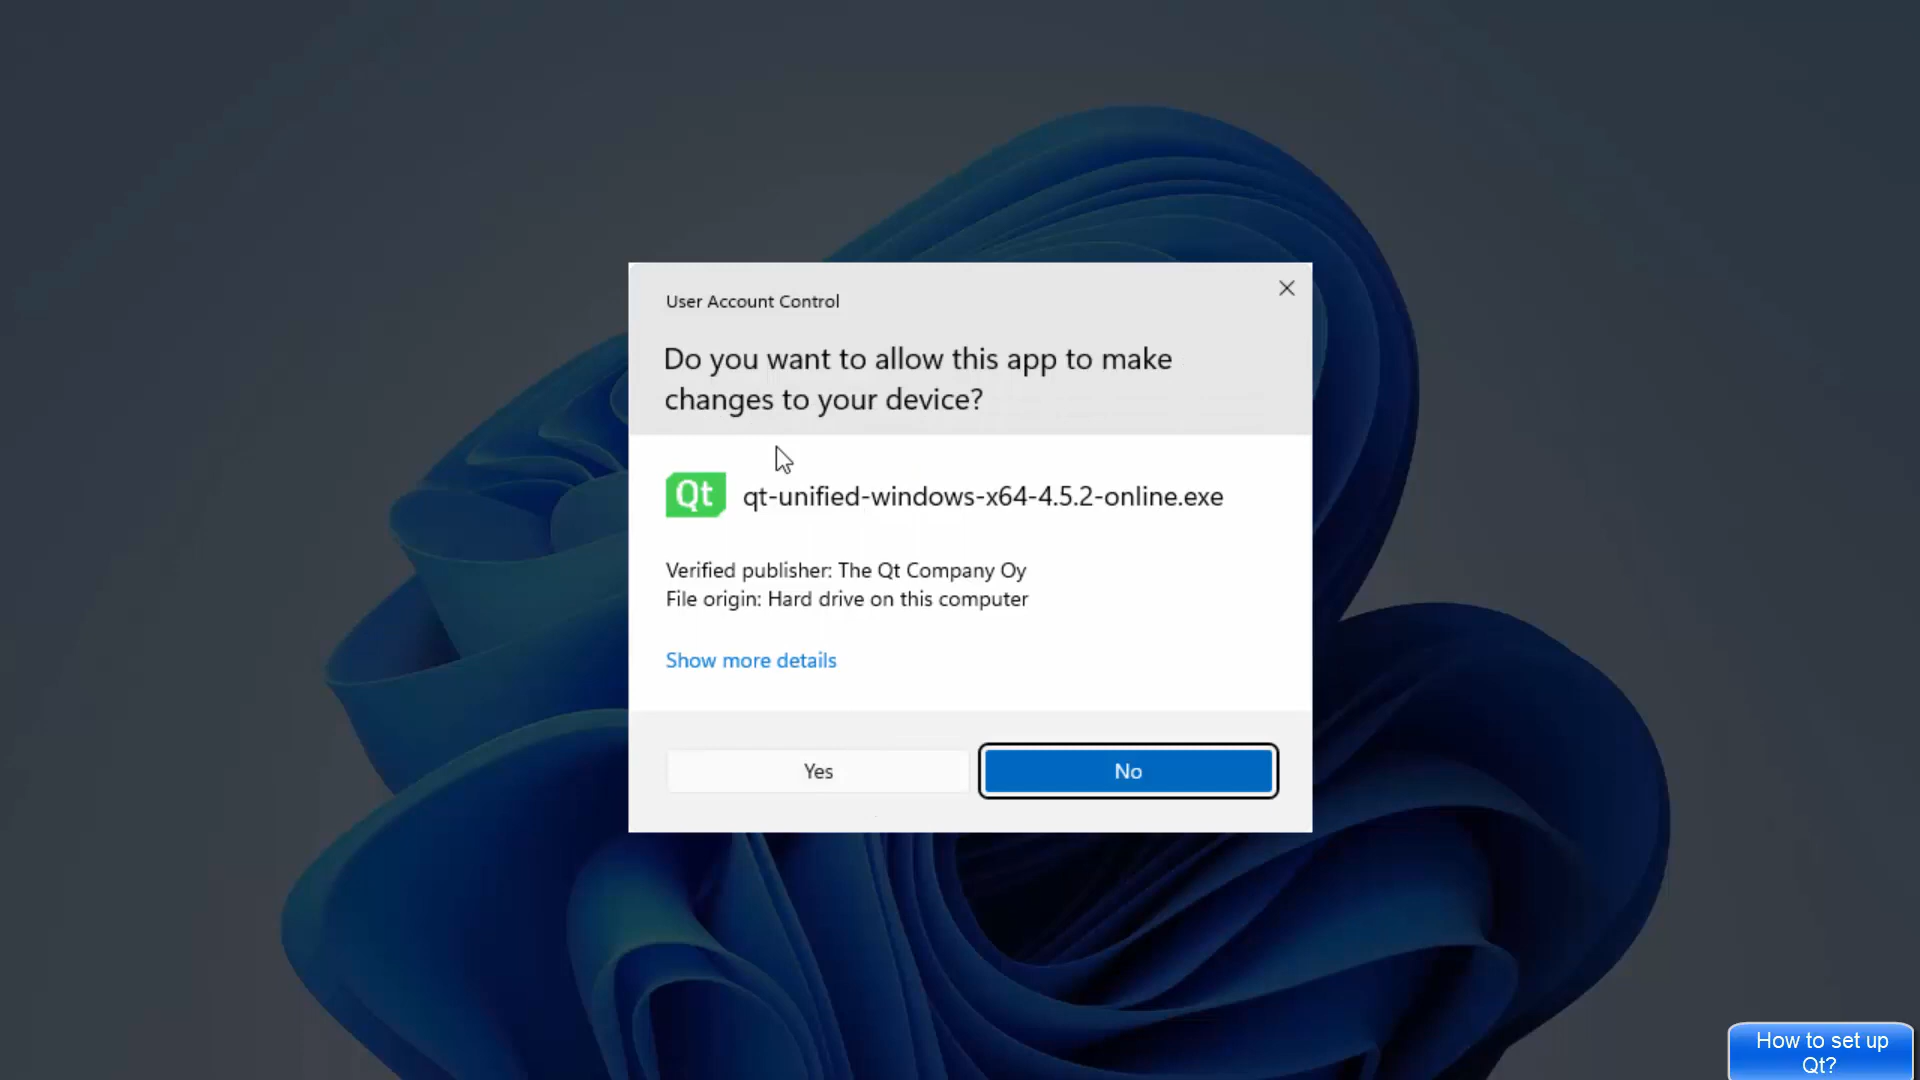 User Account Control
Do you want to allow this app to make
changes to your device?
Qt
qt-unified-windows-x64-4.5.2-online.exe
Verified publisher: The Qt Company Oy
File origin: Hard drive on this computer
Show more details
Yes
No
How to set up
Qt?